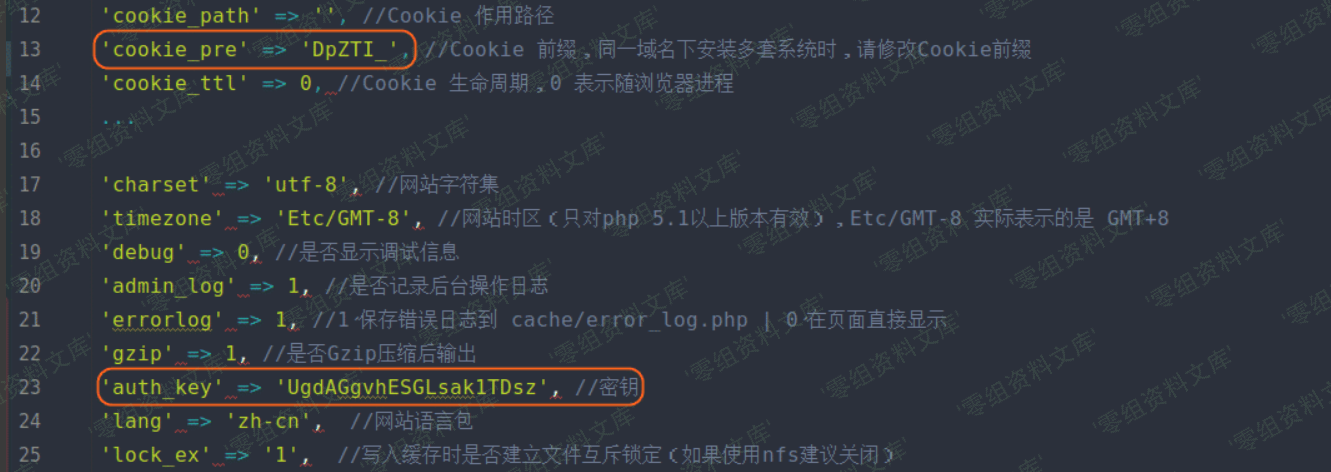 12 'cookie_path' => '', //Cookie 作用路径
13 'cookie_pre' => 'DpZTI_', //Cookie 前缀，同一域名下安装多套系统时，请修改Cookie前缀
14 'cookie_ttl' => 0, //Cookie 生命周期，0 表示随浏览器进程
15 ...
16
17 'charset' => 'utf-8', //网站字符集
18 'timezone' => 'Etc/GMT-8', //网站时区（只对php 5.1以上版本有效），Etc/GMT-8 实际表示的是 GMT+8
19 'debug' => 0, //是否显示调试信息
20 'admin_log' => 1, //是否记录后台操作日志
21 'errorlog' => 1, //1 保存错误日志到 cache/error_log.php | 0 在页面直接显示
22 'gzip' => 1, //是否Gzip压缩后输出
23 'auth_key' => 'UgdAGgvhESGLsak1TDsz', //密钥
24 'lang' => 'zh-cn', //网站语言包
25 'lock_ex' => '1', //写入缓存时是否建立文件互斥锁定（如果使用nfs建议关闭）
'零组资料文库'